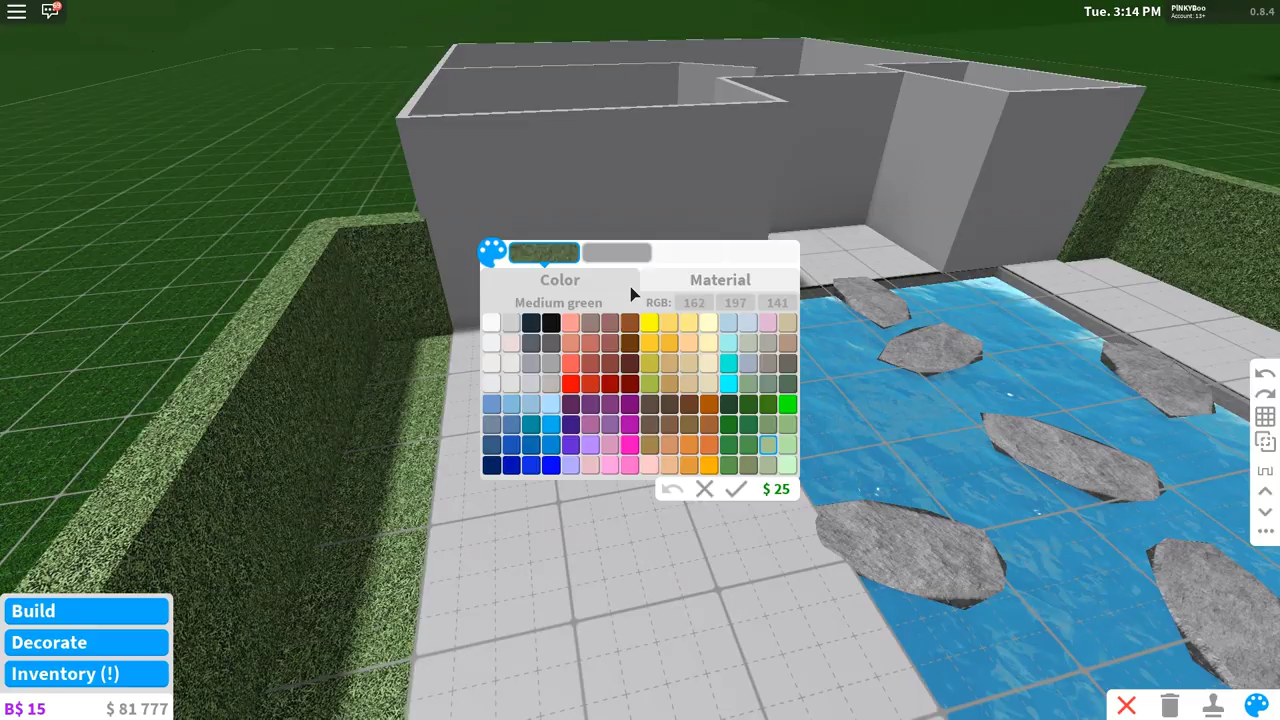 Tue. 3:14 PM
PINKYBoo
Account: 13+
0.8.4
Color
Material
Medium green
RGB: 162 197 141
$ 25
Build
Decorate
Inventory (!)
B$ 15
$ 81 777